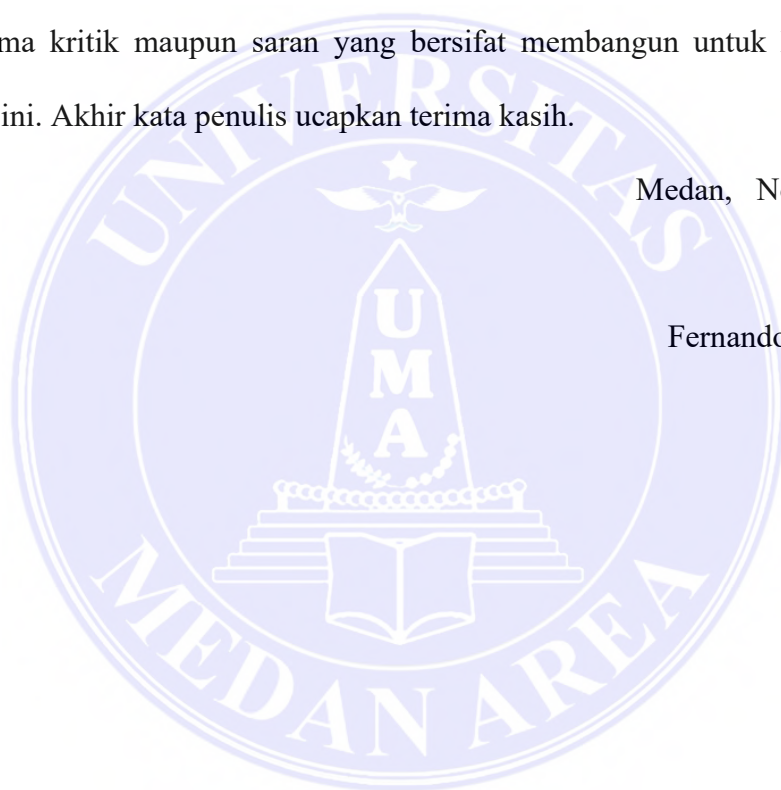 kritik maupun saran yang bersifat membangun untuk
ini. Akhir kata penulis ucapkan terima kasih.
Medan,
Fernando
UNIVERSITAS
UMA
MEDAN AREA